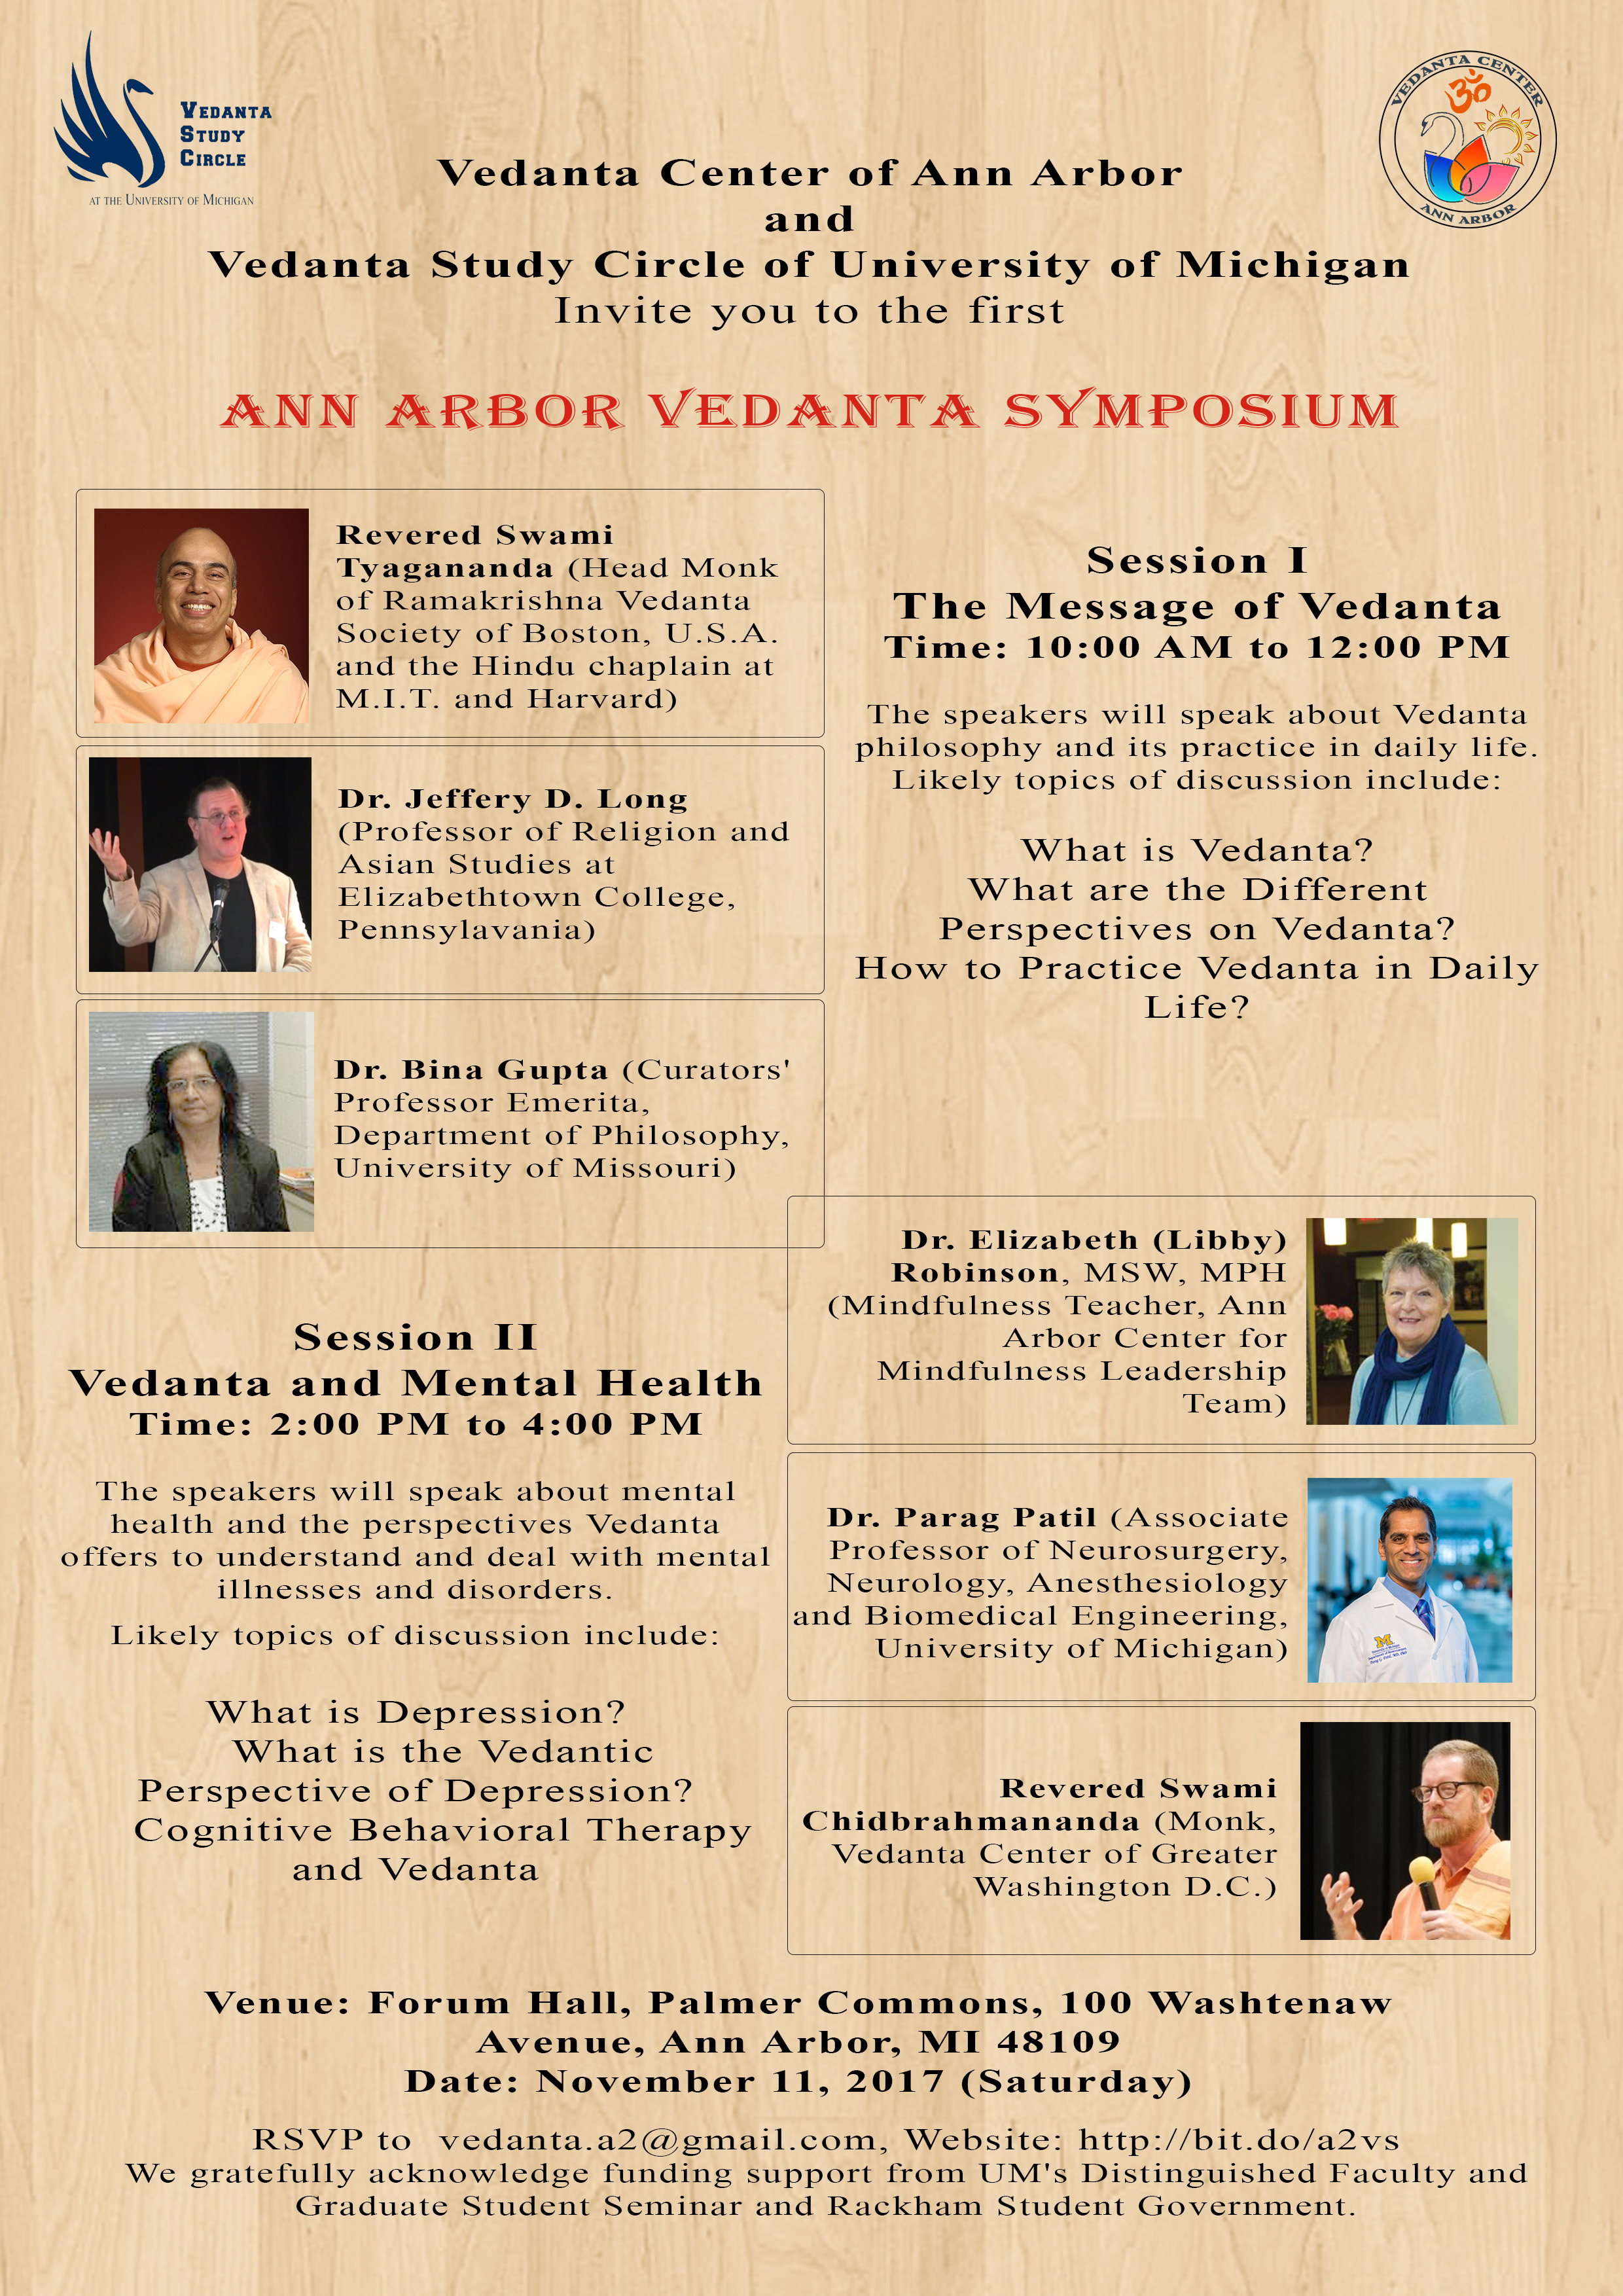 VEDANTA
STUDY
CIRCLE
AT THE UNIVERSITY OF MICHIGAN
VEDANTA CENTER
ANN ARBOR
Vedanta Center of Ann Arbor
and
Vedanta Study Circle of University of Michigan
Invite you to the first
ANN ARBOR VEDANTA SYMPOSIUM
Revered Swami
Tyagananda (Head Monk
of Ramakrishna Vedanta
Society of Boston, U.S.A.
and the Hindu chaplain at
M.I.T. and Harvard)
Dr. Jeffery D. Long
(Professor of Religion and
Asian Studies at
Elizabethtown College,
Pennsylavania)
Dr. Bina Gupta (Curators'
Professor Emerita,
Department of Philosophy,
University of Missouri)
Session I
The Message of Vedanta
Time: 10:00 AM to 12:00 PM
The speakers will speak about Vedanta
philosophy and its practice in daily life.
Likely topics of discussion include:
What is Vedanta?
What are the Different
Perspectives on Vedanta?
How to Practice Vedanta in Daily
Life?
Session II
Vedanta and Mental Health
Time: 2:00 PM to 4:00 PM
The speakers will speak about mental
health and the perspectives Vedanta
offers to understand and deal with mental
illnesses and disorders.
Likely topics of discussion include:
What is Depression?
What is the Vedantic
Perspective of Depression?
Cognitive Behavioral Therapy
and Vedanta
Dr. Elizabeth (Libby)
Robinson, MSW, MPH
(Mindfulness Teacher, Ann
Arbor Center for
Mindfulness Leadership
Team)
Dr. Parag Patil (Associate
Professor of Neurosurgery,
Neurology, Anesthesiology
and Biomedical Engineering,
University of Michigan)
Revered Swami
Chidbrahmananda (Monk,
Vedanta Center of Greater
Washington D.C.)
Venue: Forum Hall, Palmer Commons, 100 Washtenaw
Avenue, Ann Arbor, MI 48109
Date: November 11, 2017 (Saturday)
RSVP to vedanta.a2@gmail.com, Website: http://bit.do/a2vs
We gratefully acknowledge funding support from UM's Distinguished Faculty and
Graduate Student Seminar and Rackham Student Government.